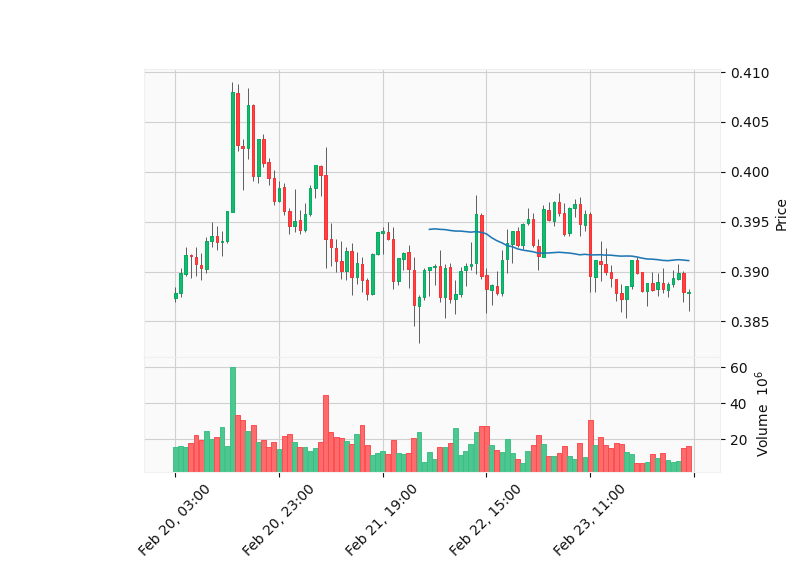 0.410
0.405
0.400
0.395
0.390
0.385
Price
60
40
20
Volume 10^6
Feb 20, 03:00
Feb 20, 23:00
Feb 21, 19:00
Feb 22, 15:00
Feb 23, 11:00